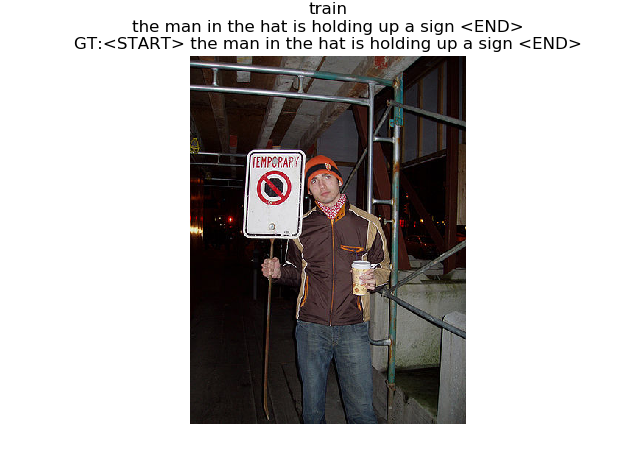 train
the man in the hat is holding up a sign <END>
GT:<START> the man in the hat is holding up a sign <END>
TEMPORARY